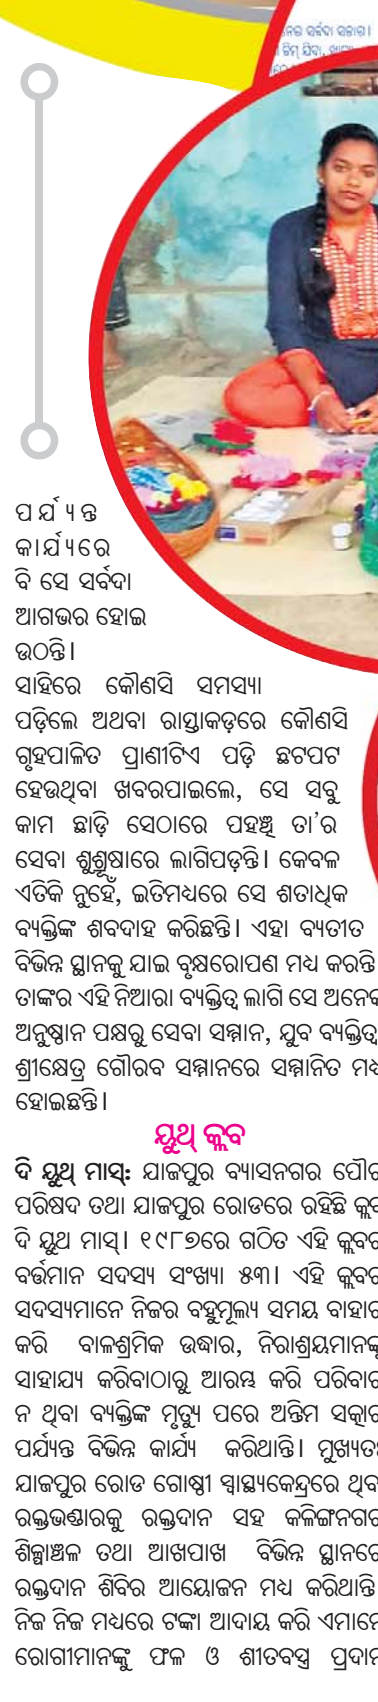 ନେଇ ସର୍ବଦା ସଜାଗ।
ପର୍ଯ୍ୟନ୍ତ
କାର୍ଯ୍ୟରେ
ବି ସେ ସର୍ବଦା
ଆଗଭର ହୋଇ
ଉଠନ୍ତି।
ସାହିରେ କୌଣସି ସମସ୍ୟା
ପଡ଼ିଲେ ଅଥବା ରାସ୍ତାକଡ଼ରେ କୌଣସି
ଗୃହପାଳିତ ପ୍ରାଣୀଟିଏ ପଡ଼ି ଛଟପଟ
ହେଉଥିବା ଖବରପାଇଲେ, ସେ ସବୁ
କାମ ଛାଡ଼ି ସେଠାରେ ପହଞ୍ଚି ତା'ର
ସେବା ଶୁଶ୍ରୂଷାରେ ଲାଗିପଡ଼ନ୍ତି। କେବଳ
ଏତିକି ନୁହେଁ, ଇତିମଧ୍ୟରେ ସେ ଶତାଧିକ
ବ୍ୟକ୍ତିଙ୍କ ଶବଦାହ କରିଛନ୍ତି। ଏହା ବ୍ୟତୀତ
ବିଭିନ୍ନ ସ୍ଥାନକୁ ଯାଇ ବୃକ୍ଷରୋପଣ ମଧ୍ୟ କରନ୍ତି
ତାଙ୍କର ଏହି ନିଆରା ବ୍ୟକ୍ତିତ୍ୱ ଲାଗି ସେ ଅନେକ
ଅନୁଷ୍ଠାନ ପକ୍ଷରୁ ସେବା ସମ୍ମାନ, ଯୁବ ବ୍ୟକ୍ତିତ୍ୱ
ଶ୍ରୀକ୍ଷେତ୍ର ଗୌରବ ସମ୍ମାନରେ ସମ୍ମାନିତ ମଧ୍ୟ
ହୋଇଛନ୍ତି।
ୟୁଥ୍ କ୍ଲବ
ଦି ୟୁଥ୍ ମାସ୍: ଯାଜପୁର ବ୍ୟାସନଗର ପୌର
ପରିଷଦ ତଥା ଯାଜପୁର ରୋଡରେ ରହିଛି କ୍ଲବ
ଦି ୟୁଥ ମାସ୍। ୧୯୮୭ରେ ଗଠିତ ଏହି କ୍ଲବର
ବର୍ତ୍ତମାନ ସଦସ୍ୟ ସଂଖ୍ୟା ୫୩। ଏହି କ୍ଲବର
ସଦସ୍ୟମାନେ ନିଜର ବହୁମୂଲ୍ୟ ସମୟ ବାହାର
କରି ବାଳଶ୍ରମିକ ଉଦ୍ଧାର, ନିରାଶ୍ରୟମାନଙ୍କୁ
ସାହାଯ୍ୟ କରିବାଠାରୁ ଆରମ୍ଭ କରି ପରିବାର
ନ ଥିବା ବ୍ୟକ୍ତିଙ୍କ ମୃତ୍ୟୁ ପରେ ଅନ୍ତିମ ସତ୍କାର
ପର୍ଯ୍ୟନ୍ତ ବିଭିନ୍ନ କାର୍ଯ୍ୟ କରିଥାନ୍ତି। ମୁଖ୍ୟତଃ
ଯାଜପୁର ରୋଡ ଗୋଷ୍ଠୀ ସ୍ୱାସ୍ଥ୍ୟକେନ୍ଦ୍ରରେ ଥିବା
ରକ୍ତଭଣ୍ଡାରକୁ ରକ୍ତଦାନ ସହ କଳିଙ୍ଗନଗର
ଶିଳ୍ପାଞ୍ଚଳ ତଥା ଆଖପାଖ ବିଭିନ୍ନ ସ୍ଥାନରେ
ରକ୍ତଦାନ ଶିବିର ଆୟୋଜନ ମଧ୍ୟ କରିଥାନ୍ତି
ନିଜ ନିଜ ମଧ୍ୟରେ ଟଙ୍କା ଆଦାୟ କରି ଏମାନେ
ରୋଗୀମାନଙ୍କୁ ଫଳ ଓ ଶୀତବସ୍ତ୍ର ପ୍ରଦାନ